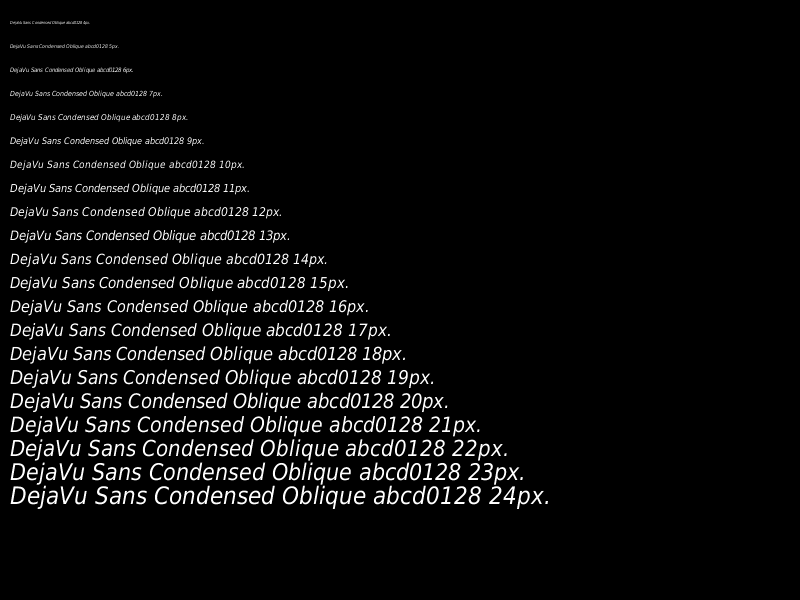 DejaVu Sans Condensed Oblique abcd0128 4px.
DejaVu Sans Condensed Oblique abcd0128 5px.
DejaVu Sans Condensed Oblique abcd0128 6px.
DejaVu Sans Condensed Oblique abcd0128 7px.
DejaVu Sans Condensed Oblique abcd0128 8px.
DejaVu Sans Condensed Oblique abcd0128 9px.
DejaVu Sans Condensed Oblique abcd0128 10px.
DejaVu Sans Condensed Oblique abcd0128 11px.
DejaVu Sans Condensed Oblique abcd0128 12px.
DejaVu Sans Condensed Oblique abcd0128 13px.
DejaVu Sans Condensed Oblique abcd0128 14px.
DejaVu Sans Condensed Oblique abcd0128 15px.
DejaVu Sans Condensed Oblique abcd0128 16px.
DejaVu Sans Condensed Oblique abcd0128 17px.
DejaVu Sans Condensed Oblique abcd0128 18px.
DejaVu Sans Condensed Oblique abcd0128 19px.
DejaVu Sans Condensed Oblique abcd0128 20px.
DejaVu Sans Condensed Oblique abcd0128 21px.
DejaVu Sans Condensed Oblique abcd0128 22px.
DejaVu Sans Condensed Oblique abcd0128 23px.
DejaVu Sans Condensed Oblique abcd0128 24px.